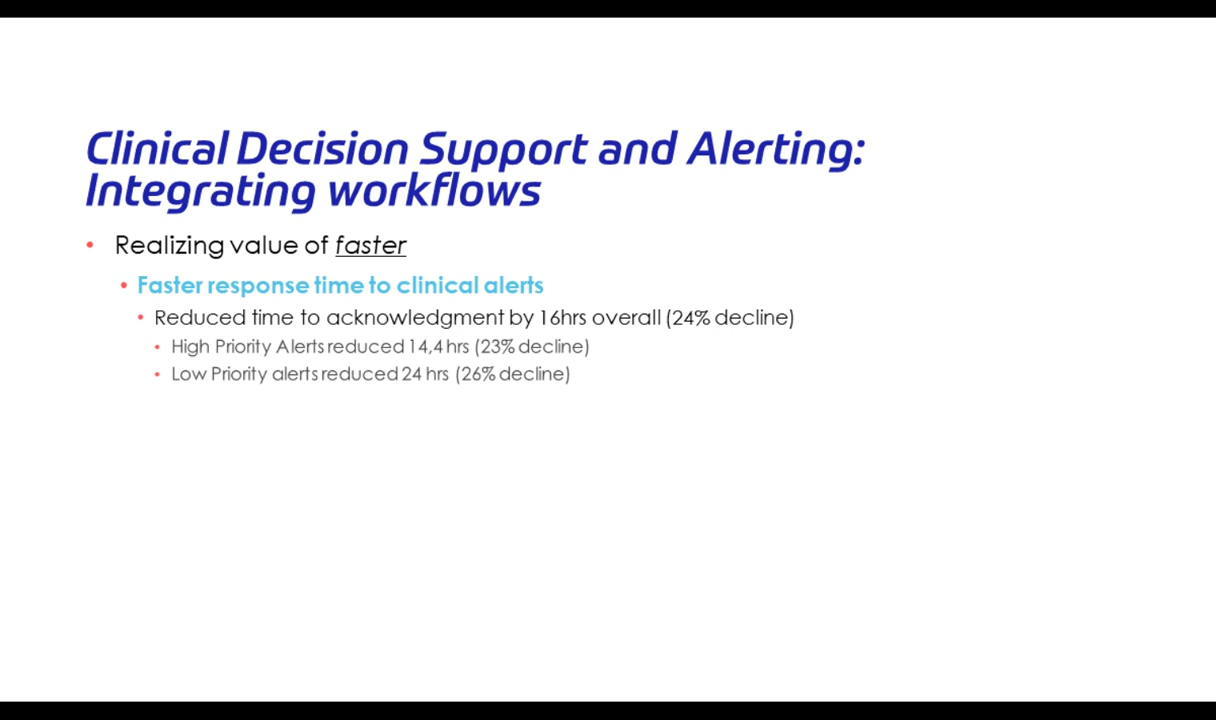 Clinical Decision Support and Alerting:
Integrating workflows
• Realizing value of faster
• Faster response time to clinical alerts
• Reduced time to acknowledgment by 16hrs overall (24% decline)
• High Priority Alerts reduced 14,4 hrs (23% decline)
• Low Priority alerts reduced 24 hrs (26% decline)